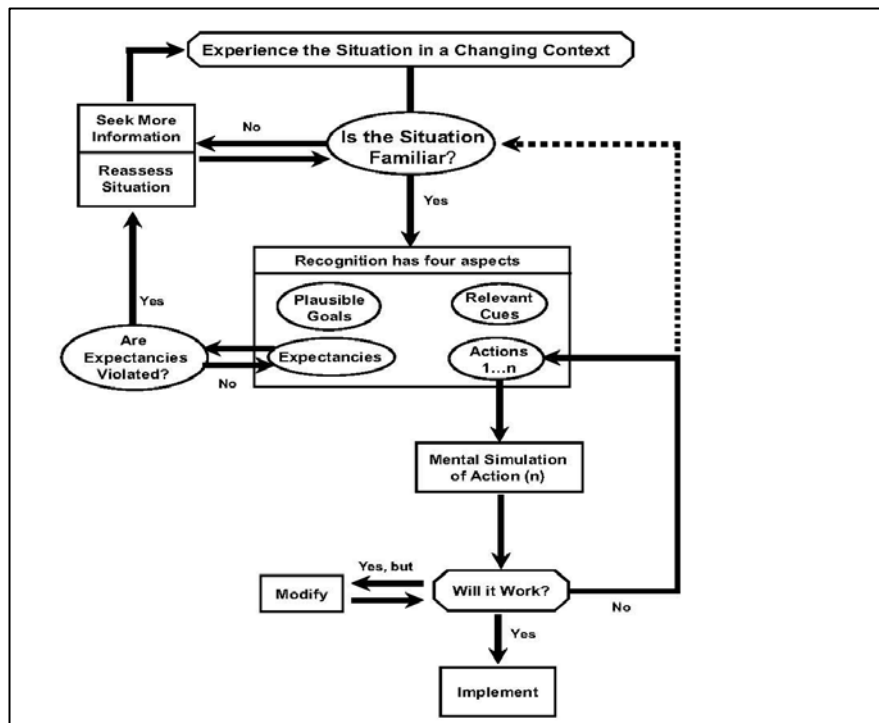 Experience the Situation in a Changing Context
Seek More
Information
No
Is the Situation
Familiar?
Reassess
Situation
Yes
Recognition has four aspects
Plausible
Goals
Relevant
Cues
Yes
Are
Expectancies
Violated?
Expectancies
Actions
1...n
No
Mental Simulation
of Action (n)
Yes, but
Modify
Will it Work?
No
Yes
Implement